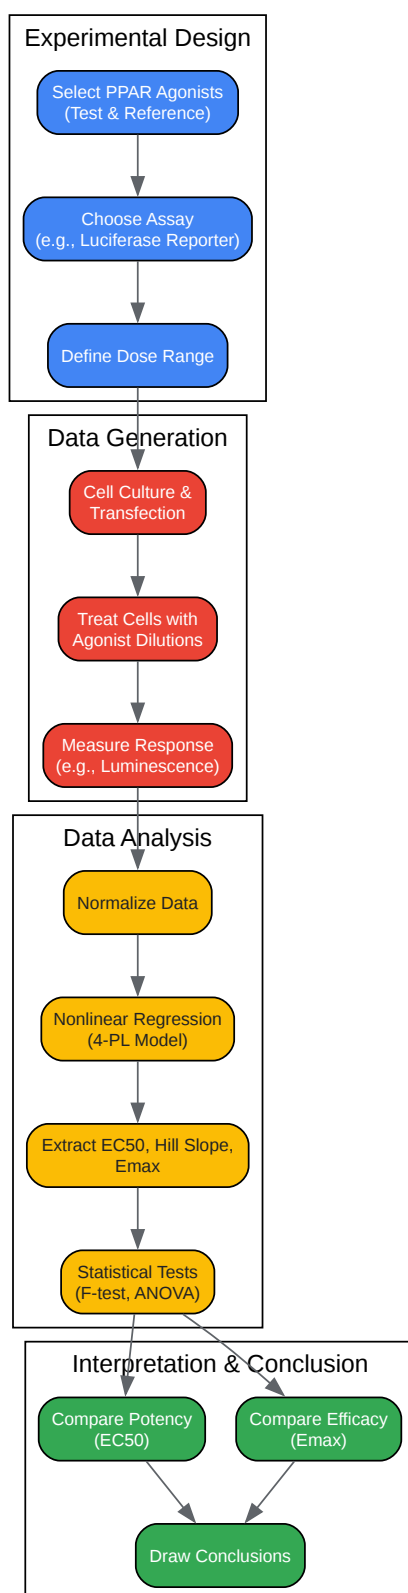 Experimental Design
Select PPAR Agonists
(Test & Reference)
Choose Assay
(e.g., Luciferase Reporter)
Define Dose Range
Data Generation
Cell Culture &
Transfection
Treat Cells with
Agonist Dilutions
Measure Response
(e.g., Luminescence)
Data Analysis
Normalize Data
Nonlinear Regression
(4-PL Model)
Extract EC50, Hill Slope,
Emax
Statistical Tests
(F-test, ANOVA)
Interpretation & Conclusion
Compare Potency
(EC50)
Compare Efficacy
(Emax)
Draw Conclusions